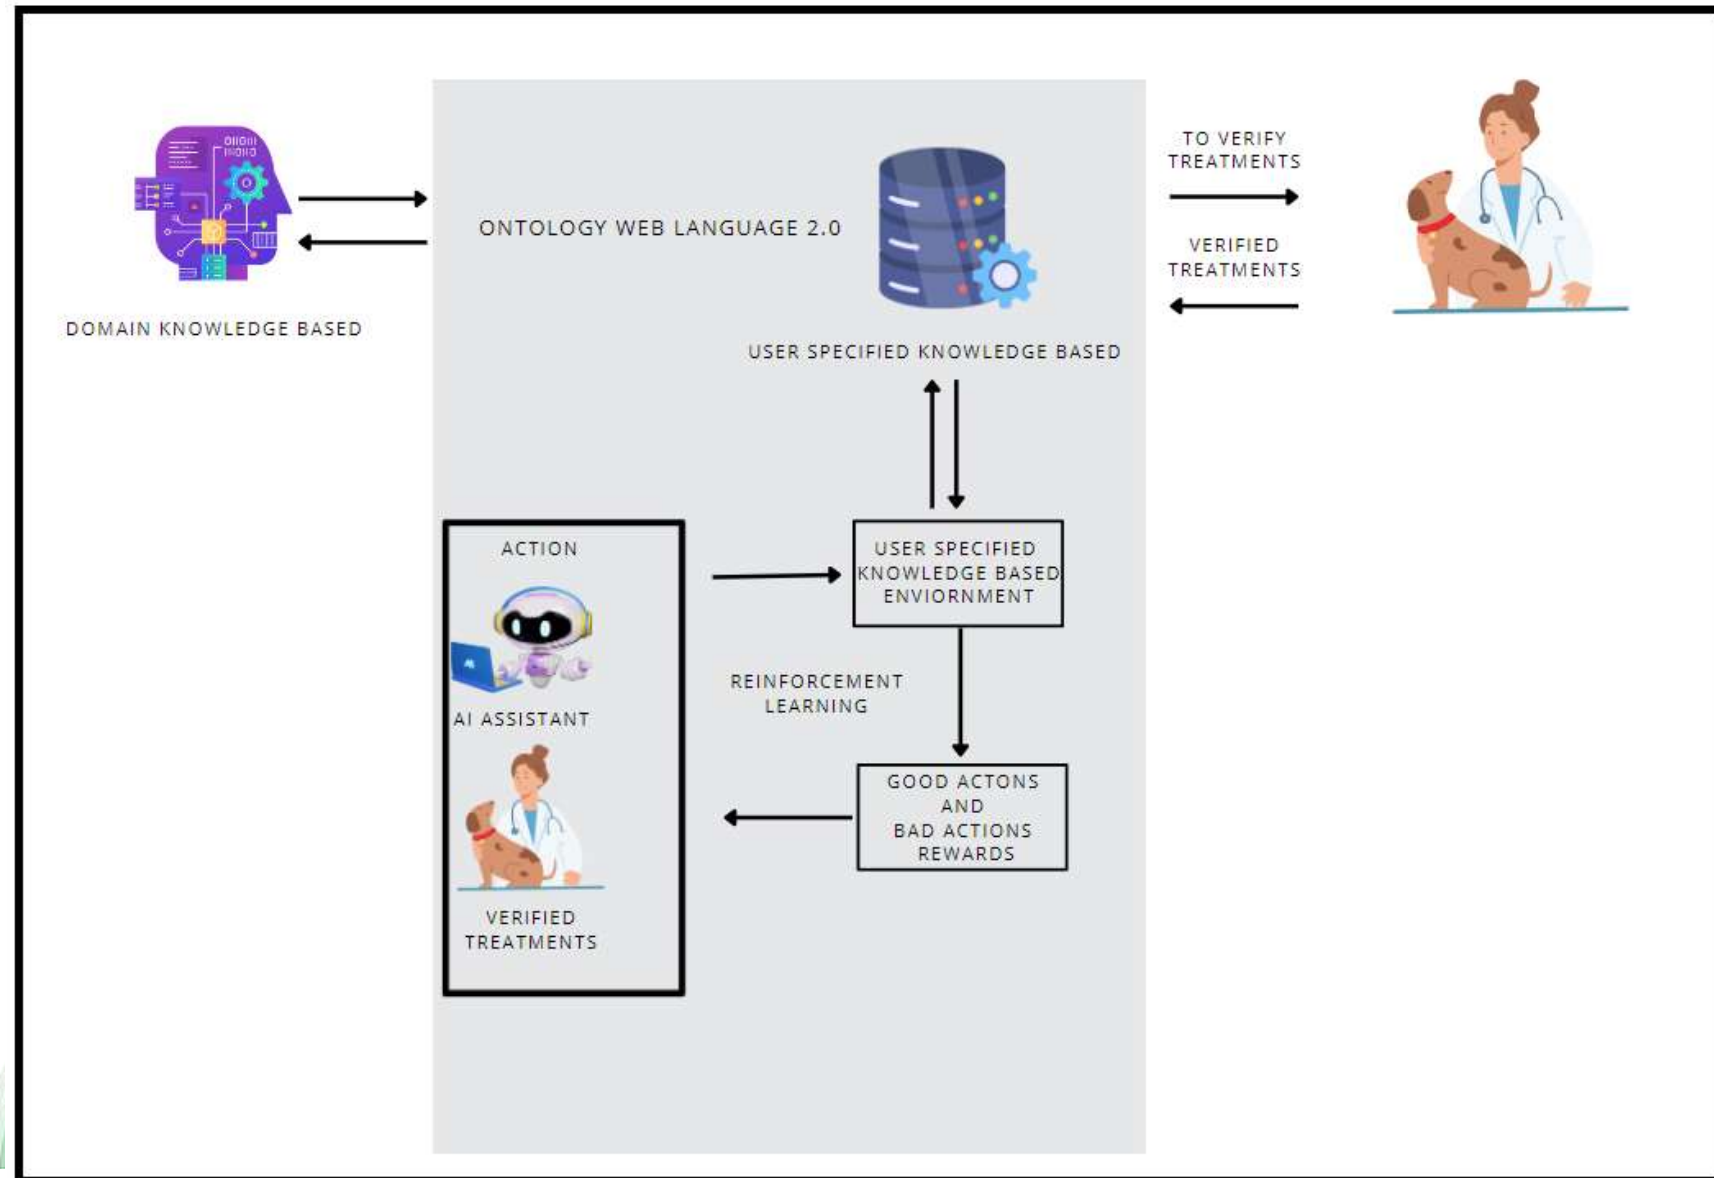 DOMAIN KNOWLEDGE BASED
ONTOLOGY WEB LANGUAGE 2.0
USER SPECIFIED KNOWLEDGE BASED
TO VERIFY
TREATMENTS
VERIFIED
TREATMENTS
ACTION
AI ASSISTANT
VERIFIED
TREATMENTS
USER SPECIFIED
KNOWLEDGE BASED
ENVIORNMENT
REINFORCEMENT
LEARNING
GOOD ACTONS
AND
BAD ACTIONS
REWARDS